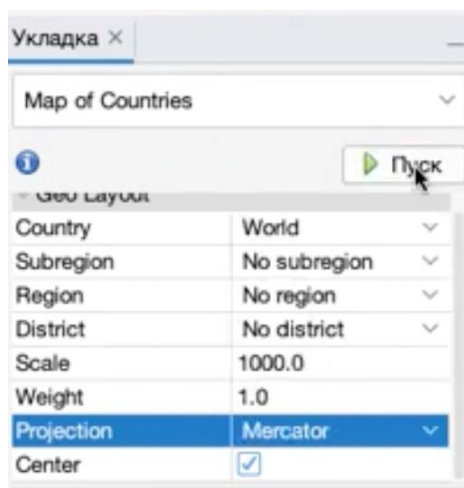 Укладка
Map of Countries
Пуск
Geo Layout
Country World
Subregion No subregion
Region No region
District No district
Scale 1000.0
Weight 1.0
Projection Mercator
Center